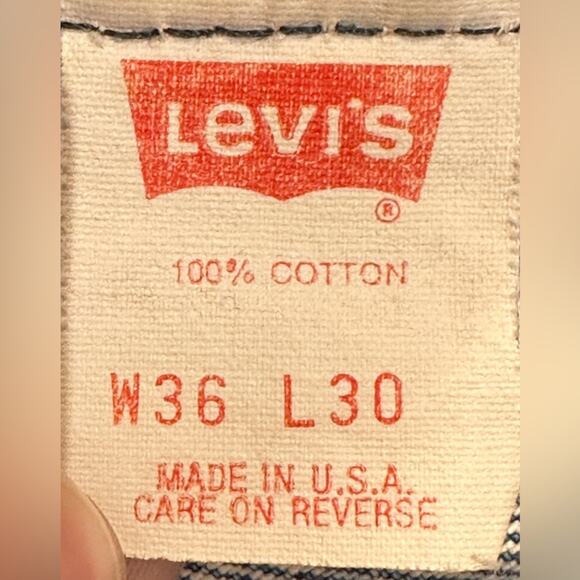 Levi's
®
100% COTTON
W36 L30
MADE IN U.S.A.
CARE ON REVERSE